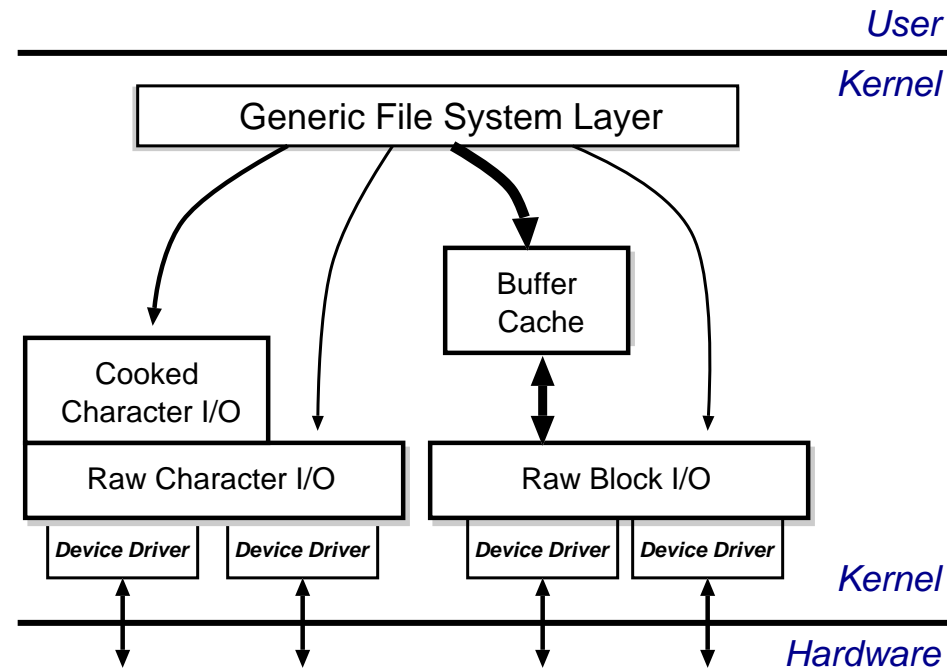 User
Kernel
Generic File System Layer
Buffer
Cache
Cooked
Character I/O
Raw Character I/O
Raw Block I/O
Device Driver
Device Driver
Device Driver
Device Driver
Kernel
Hardware